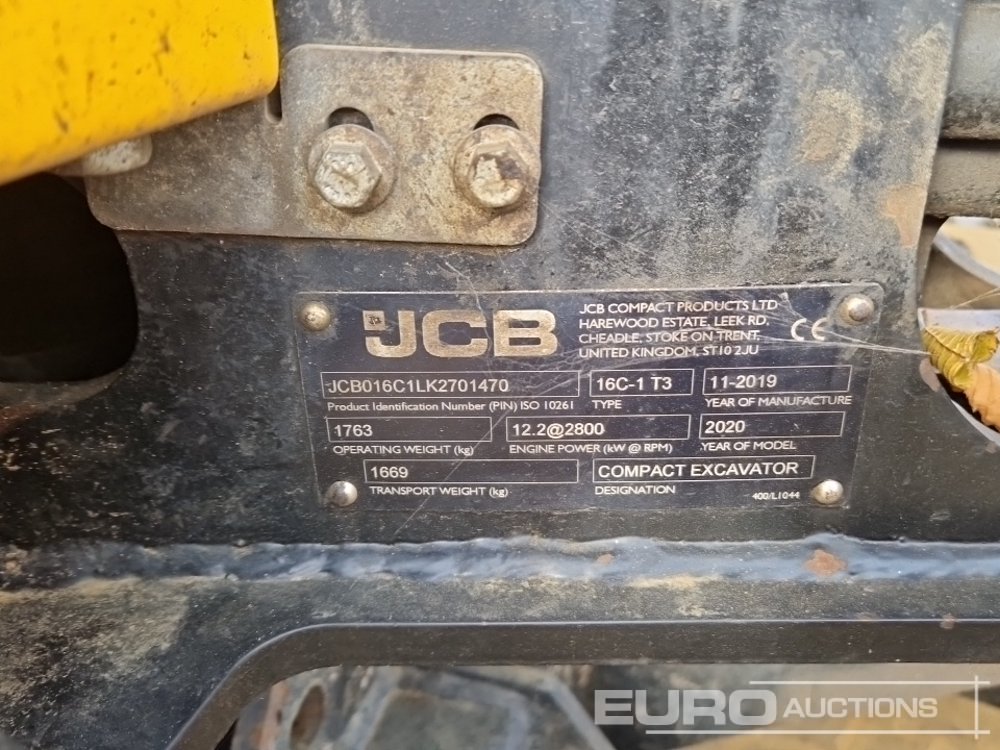 JCB
JCB COMPACT PRODUCTS LTD
HAREWOOD ESTATE, LEEK RD,
CHEADLE, STOKE ON TRENT,
UNITED KINGDOM, ST10 2JU
CE
JCB016C1LK2701470
16C-1 T3
11-2019
Product Identification Number (PIN) ISO 10261
TYPE
YEAR OF MANUFACTURE
1763
12.2@2800
2020
OPERATING WEIGHT (kg)
ENGINE POWER (kW @ RPM)
YEAR OF MODEL
1669
COMPACT EXCAVATOR
TRANSPORT WEIGHT (kg)
DESIGNATION
400/L1044
EURO AUCTIONS